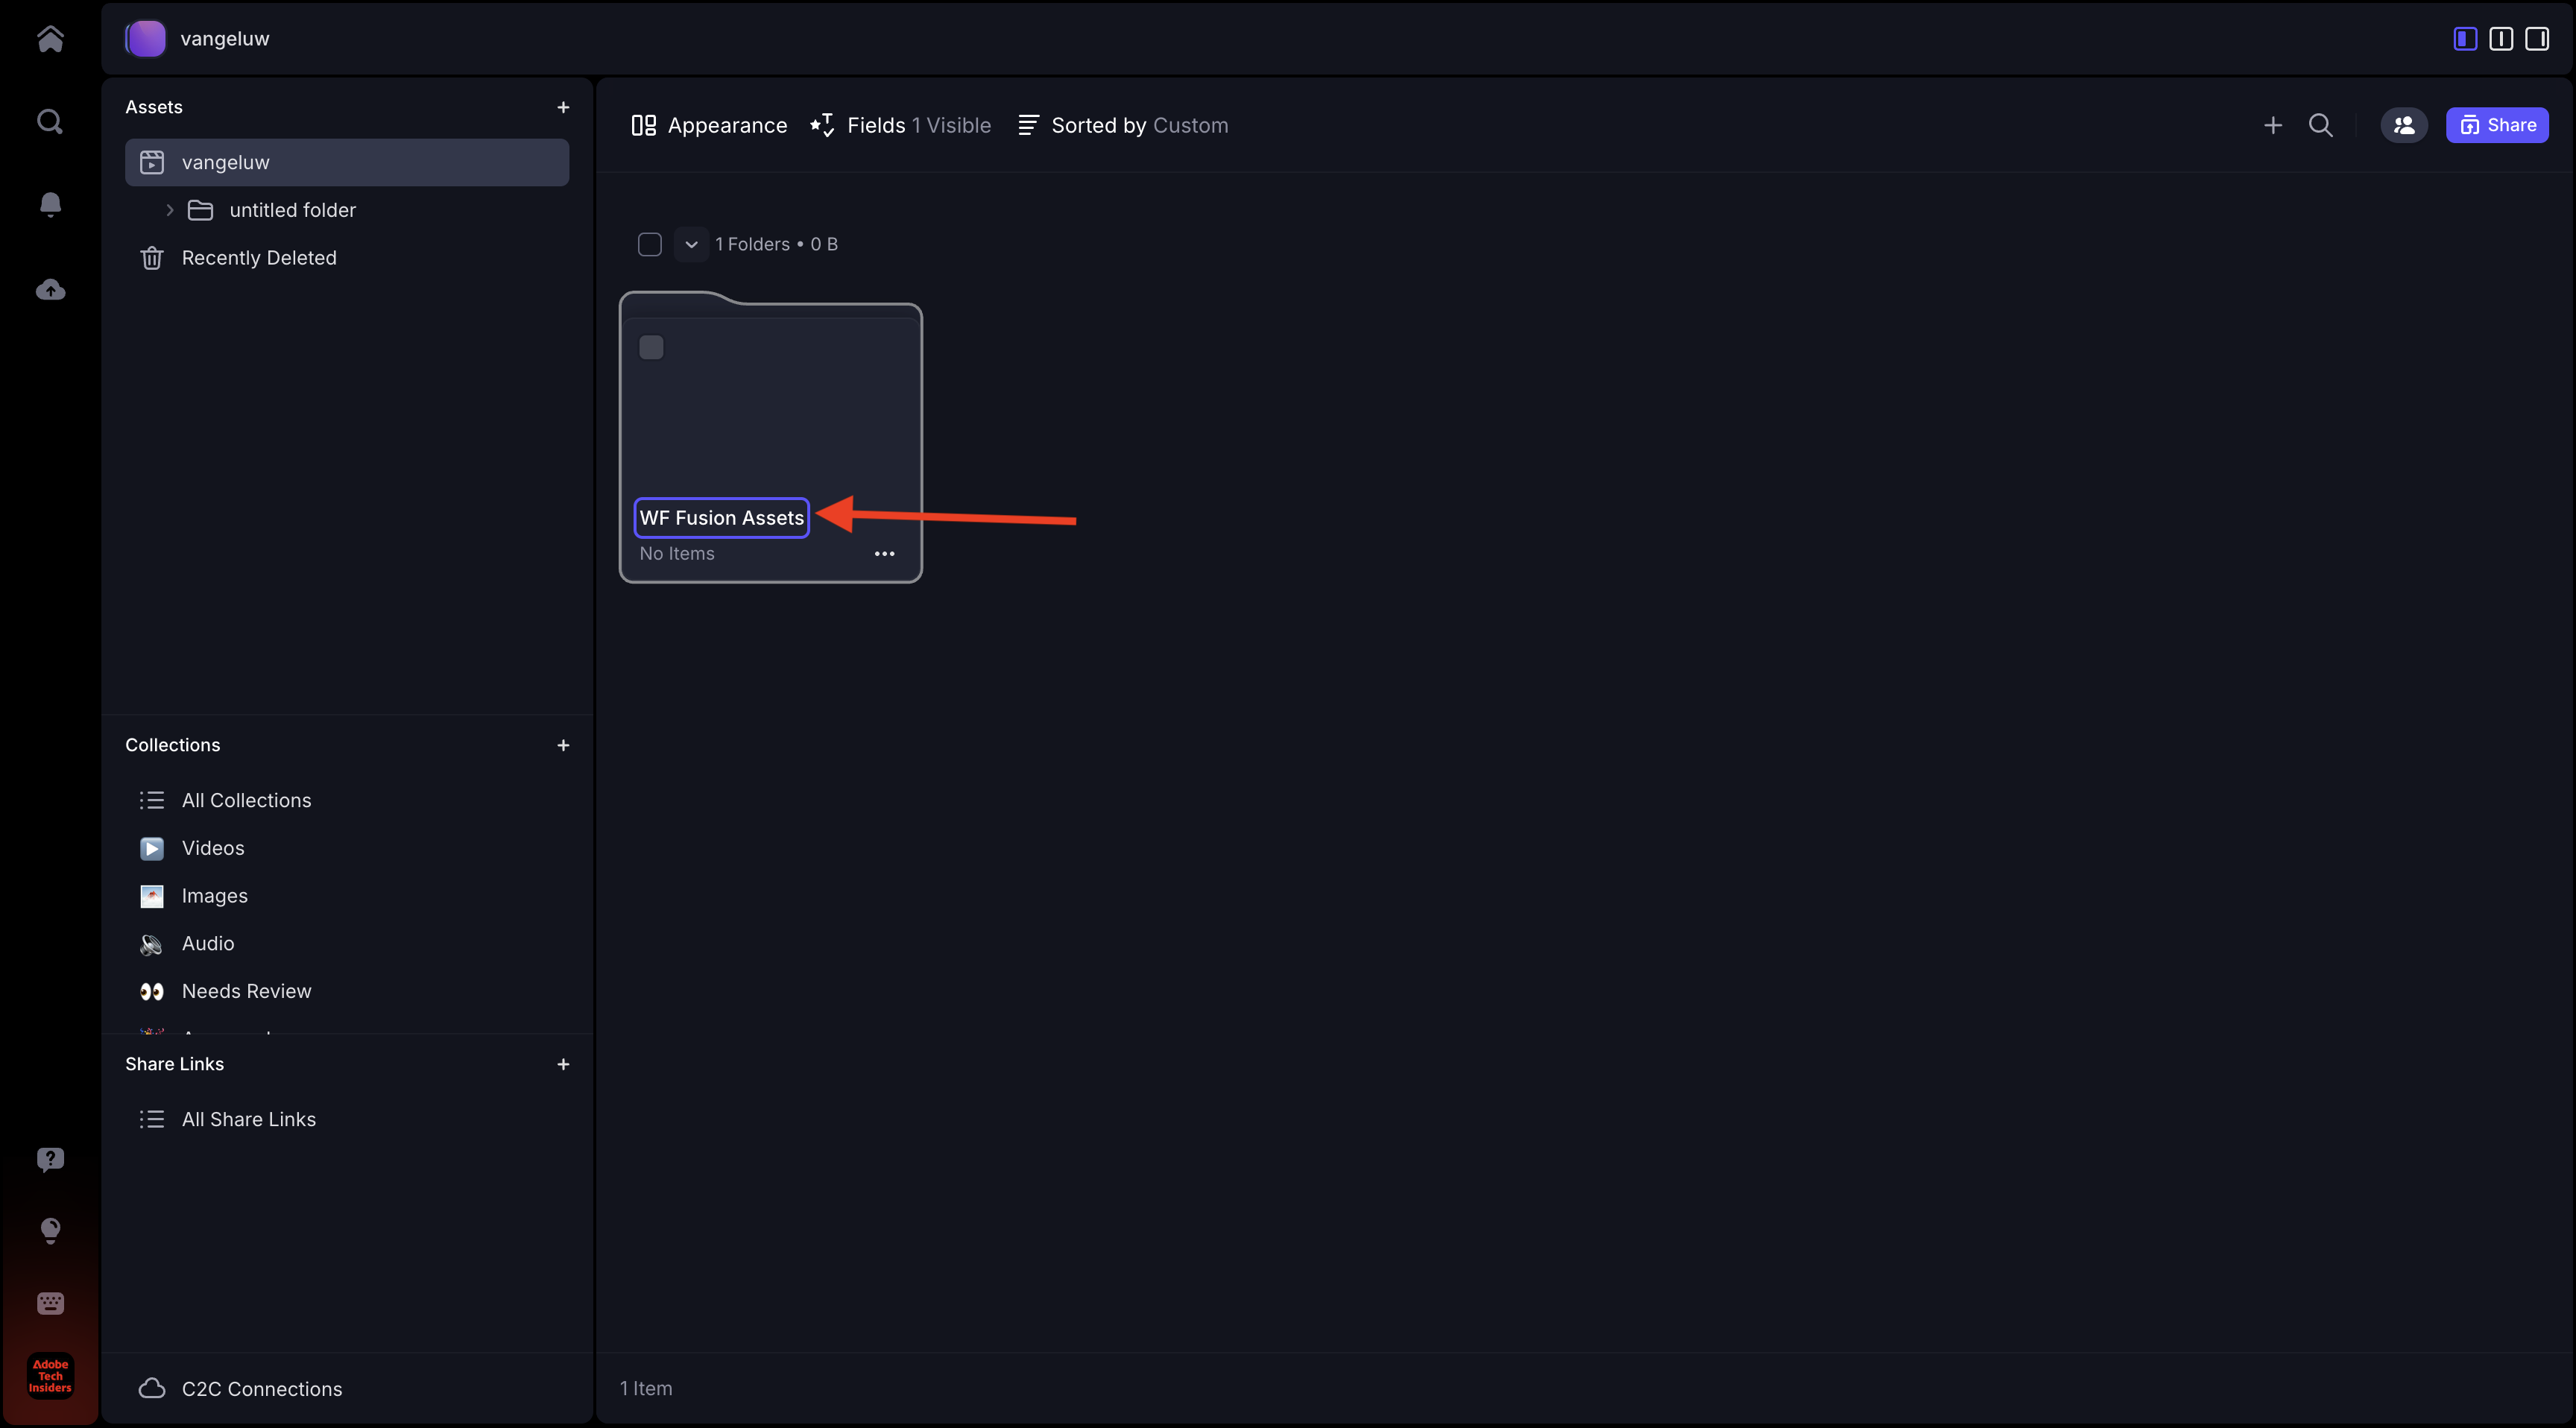 vangeluw
Assets
vangeluw
untitled folder
Recently Deleted
Collections
All Collections
Videos
Images
Audio
Needs Review
Share Links
All Share Links
C2C Connections
Adobe
Tech
Insiders
Appearance Fields 1 Visible Sorted by Custom
Share
1 Folders • 0 B
WF Fusion Assets
No Items
1 Item